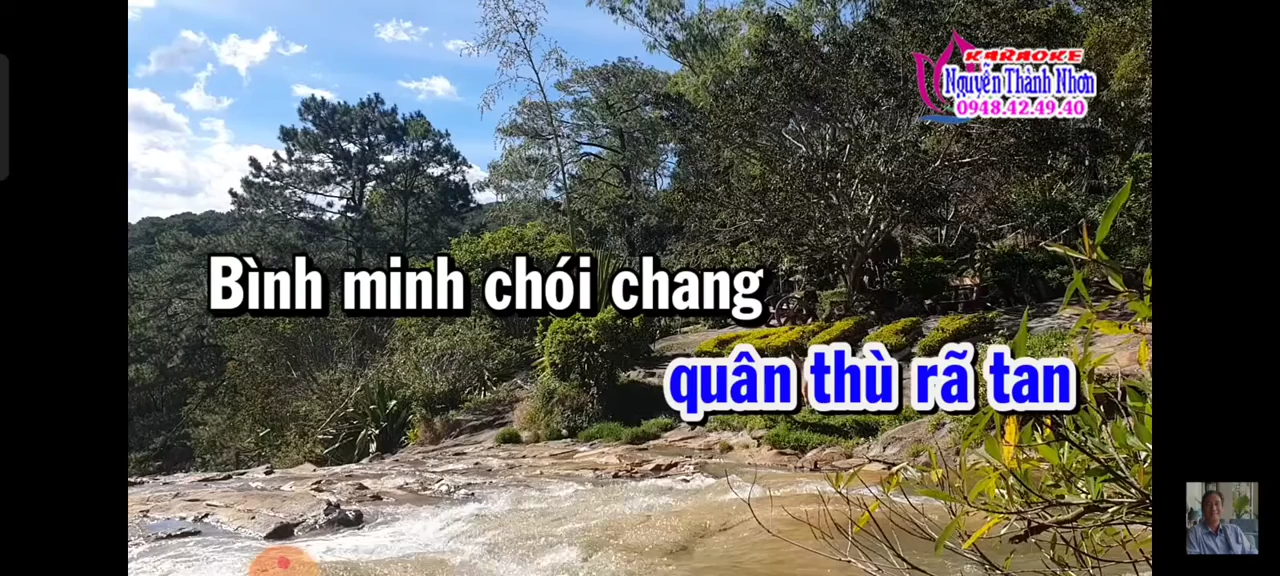 KARAOKE
Nguyễn Thành Nhơn
0948.42.49.40
Bình minh chói chang
quân thù rã tan